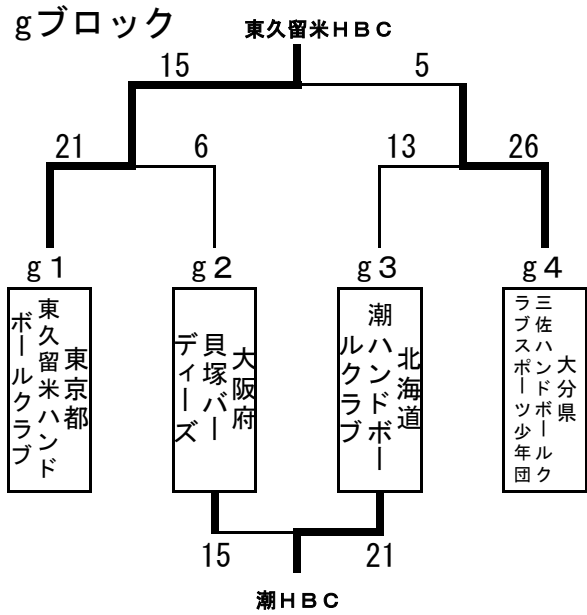 gブロック
東久留米HBC
15 5
21 6 13 26
g1 g2 g3 g4
東京都
東久留米ハンド
ボールクラブ
大阪府
貝塚バー
ディーズ
北海道
潮ハンドボー
ルクラブ
大分県
三佐ハンドボールク
ラブスポーツ少年団
15 21
潮HBC